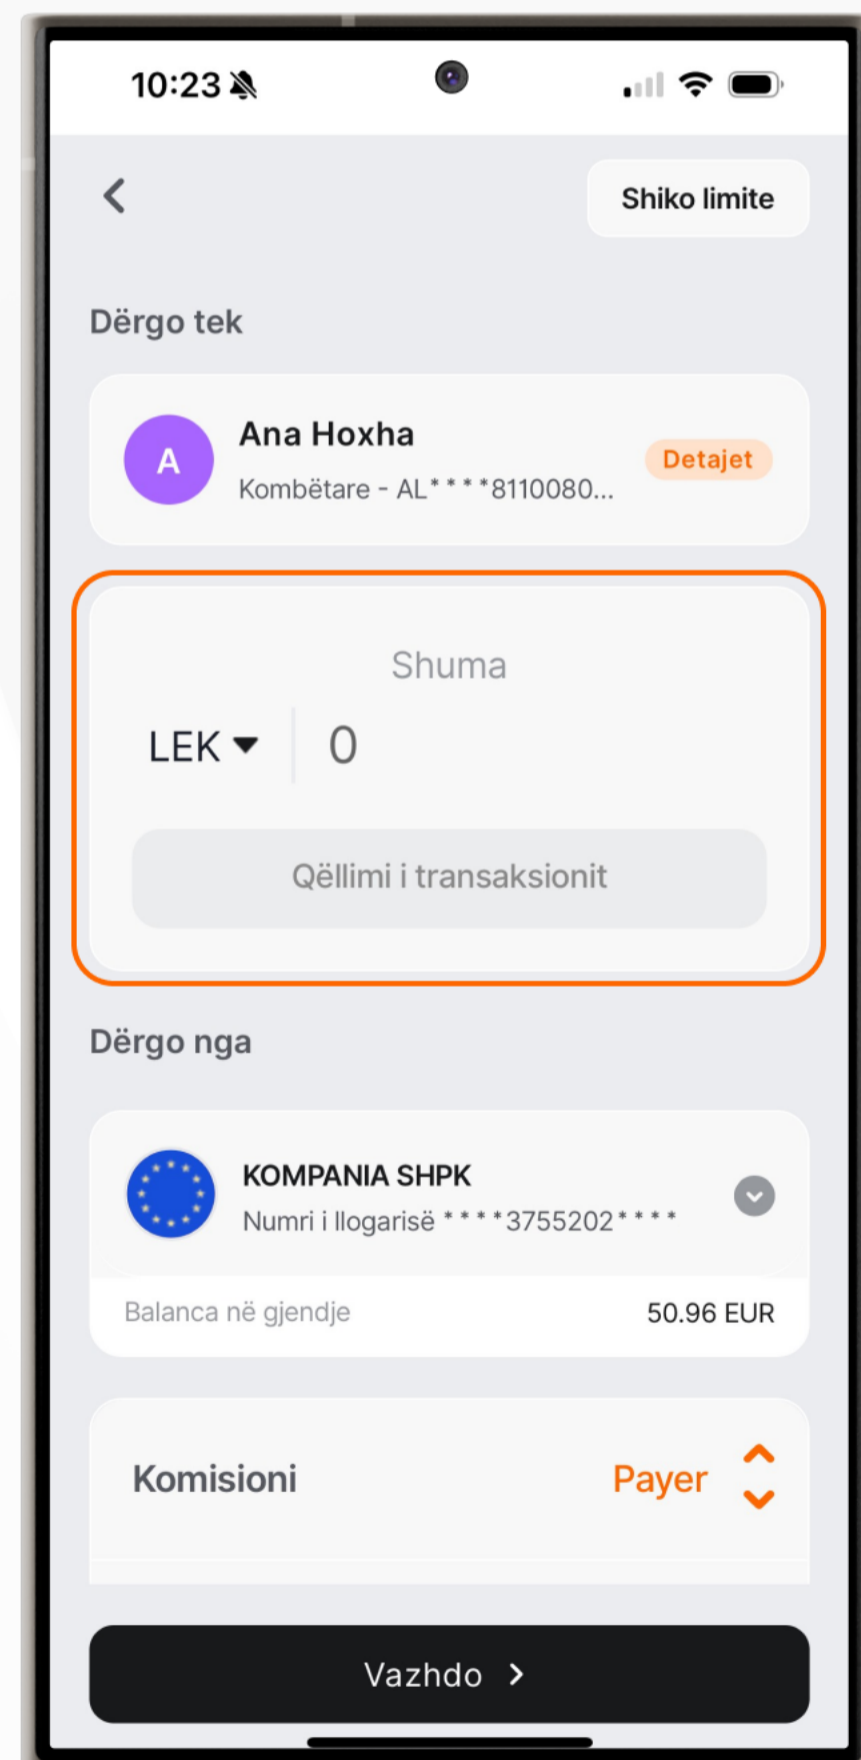 10:23
Shiko limite
Dërgo tek
A
Ana Hoxha
Kombëtare - AL****8110080...
Detajet
Shuma
LEK
0
Qëllimi i transaksionit
Dërgo nga
KOMPANIA SHPK
Numri i llogarisë ****3755202****
Balanca në gjendje
50.96 EUR
Komisioni
Payer
Vazhdo >